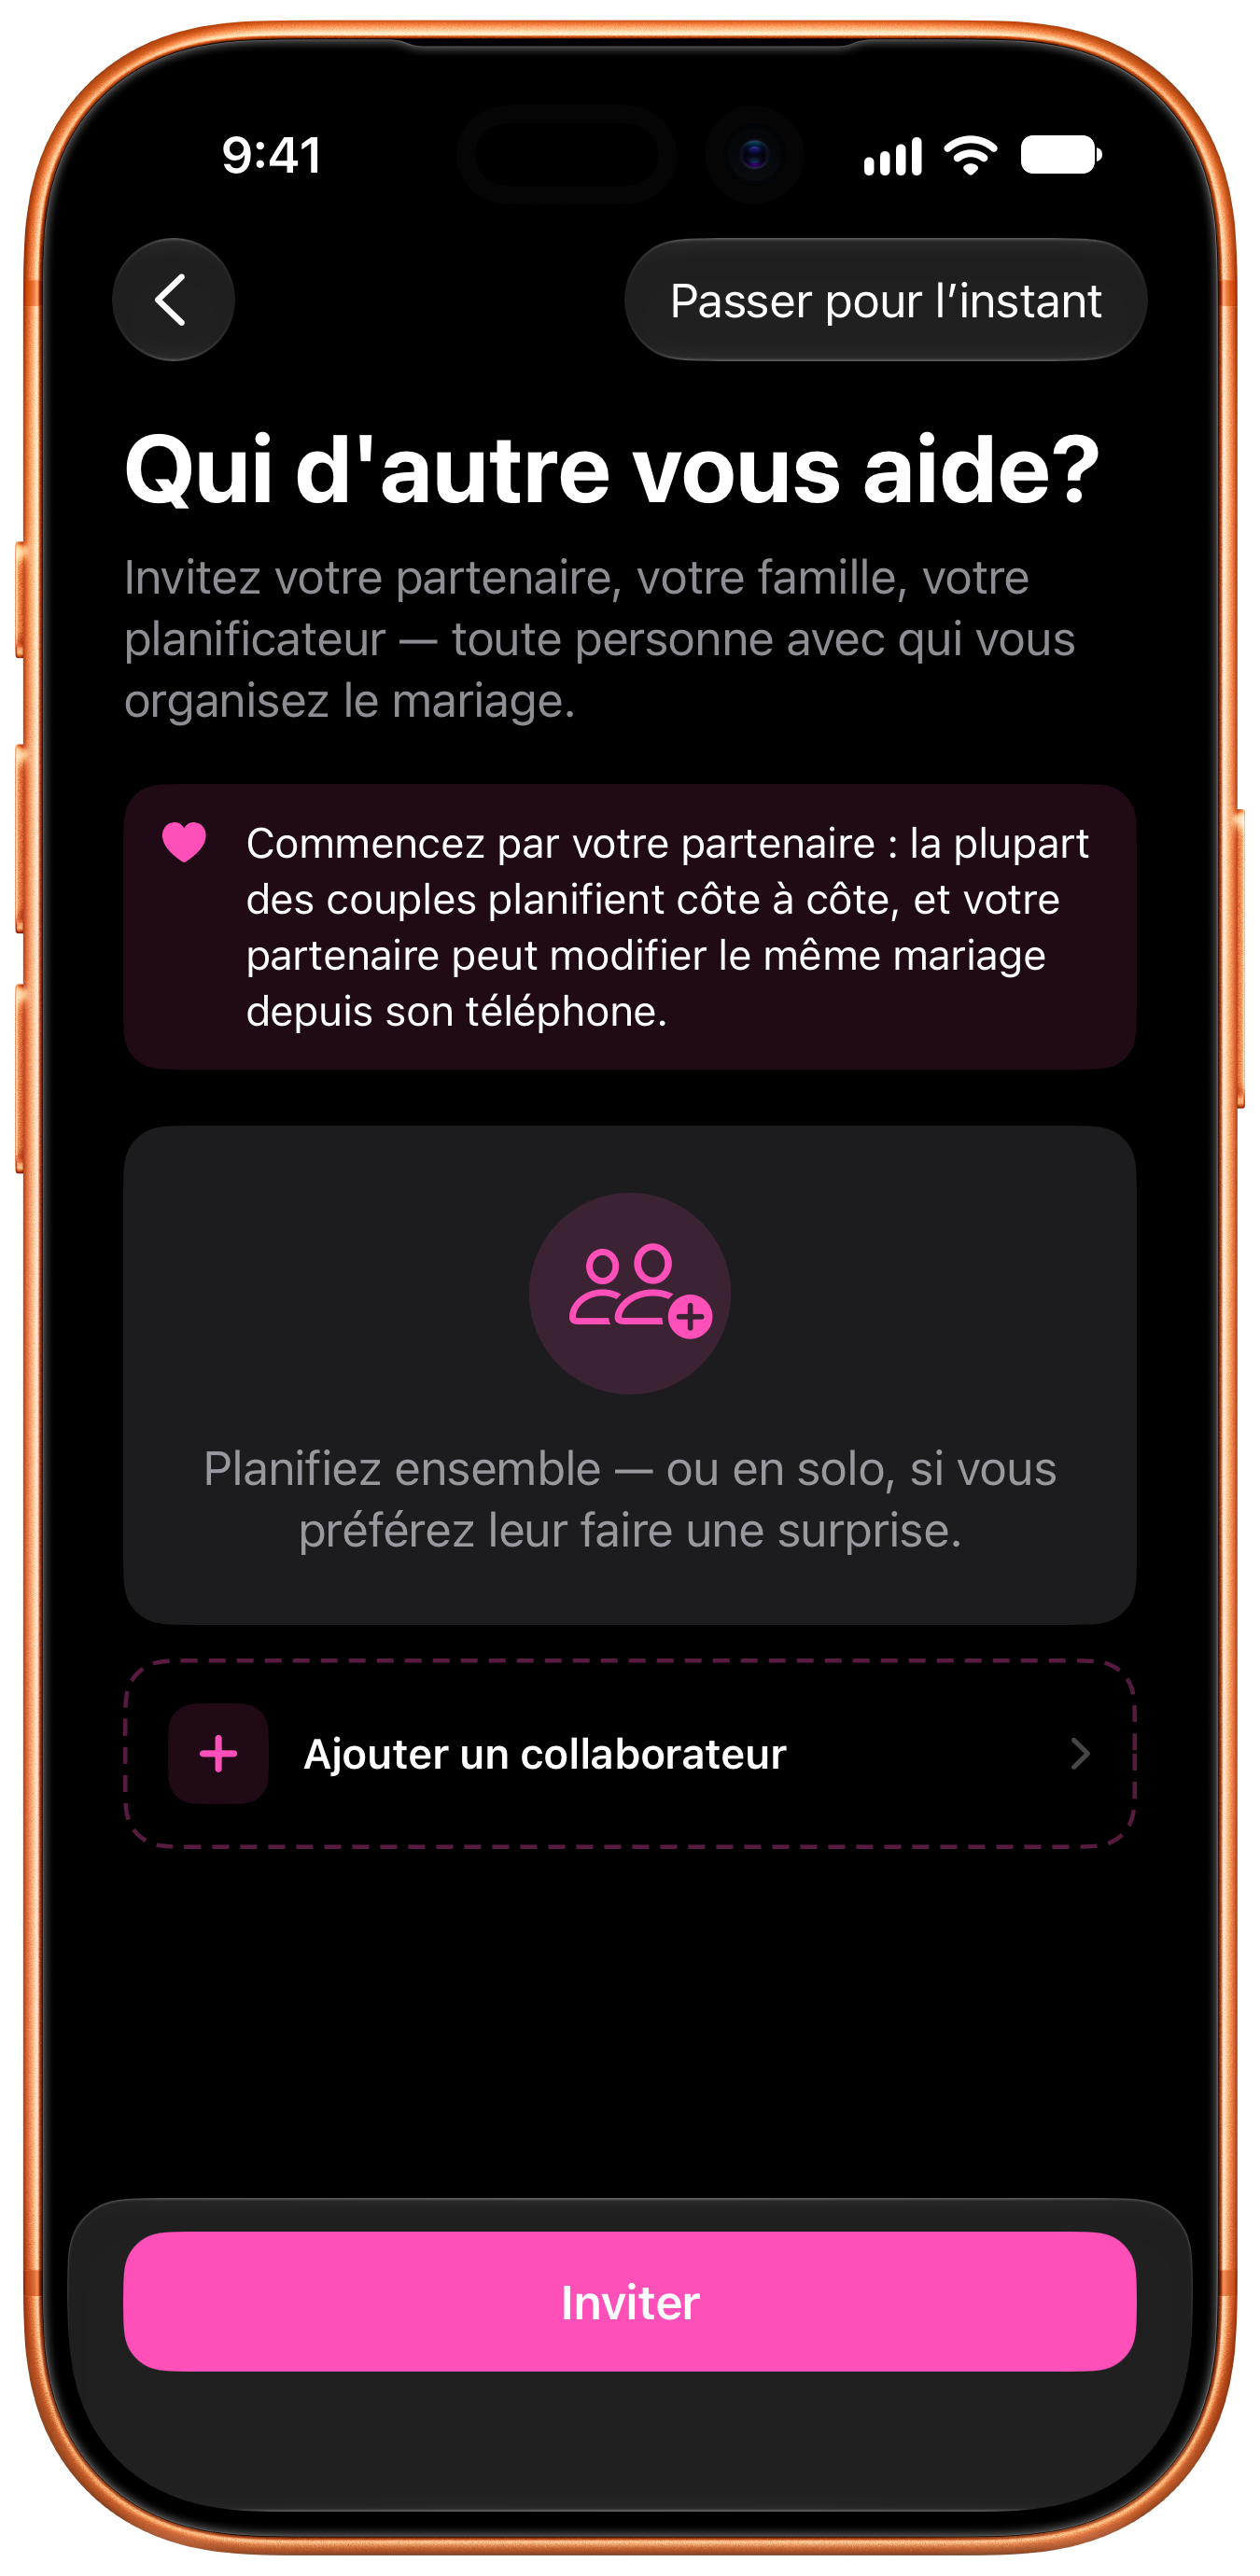 9:41
Passer pour l’instant
Qui d'autre vous aide?
Invitez votre partenaire, votre famille, votre
planificateur — toute personne avec qui vous
organisez le mariage.
Commencez par votre partenaire : la plupart
des couples planifient côte à côte, et votre
partenaire peut modifier le même mariage
depuis son téléphone.
Planifiez ensemble — ou en solo, si vous
préférez leur faire une surprise.
Ajouter un collaborateur
Inviter